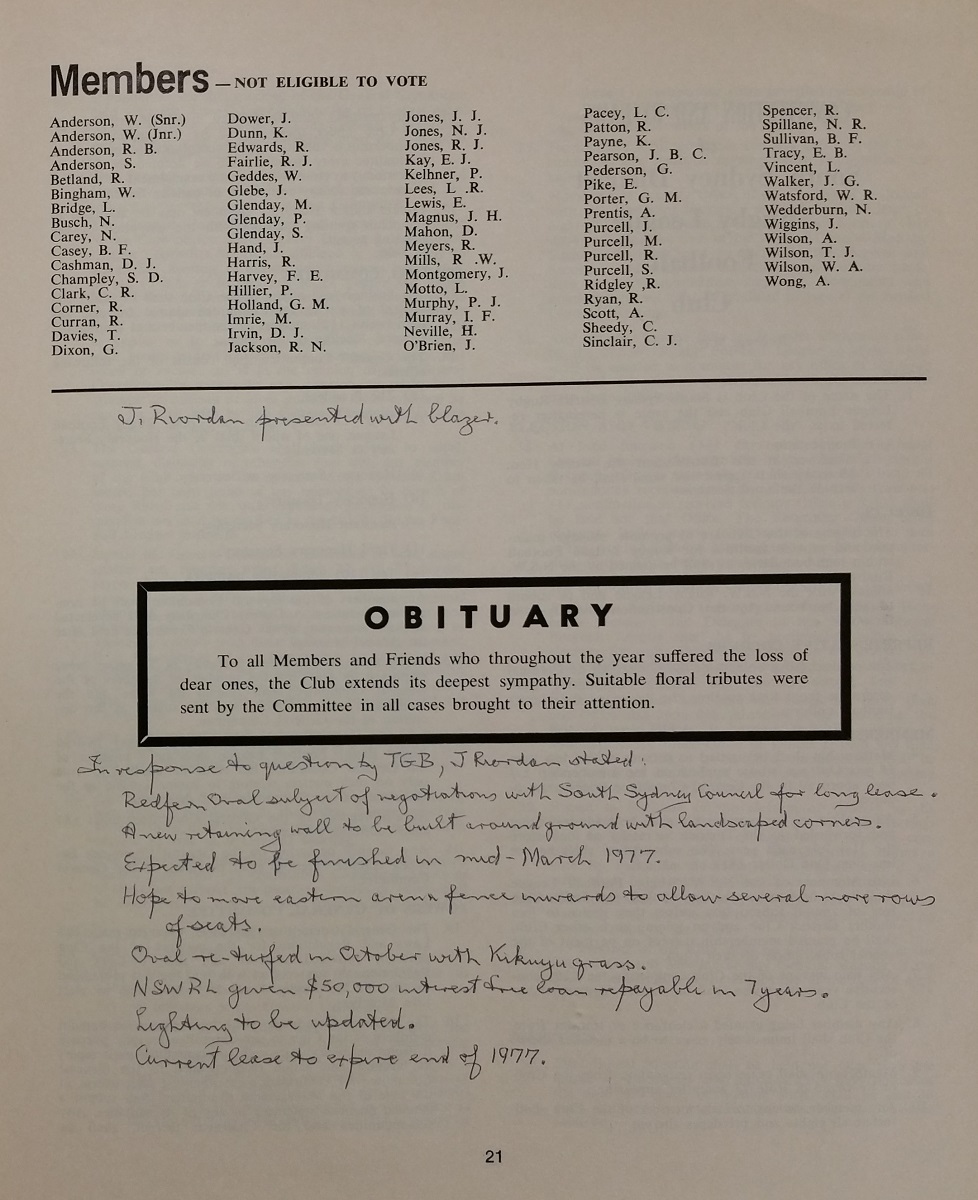 Members — NOT ELIGIBLE TO VOTE
Anderson, W. (Snr.)
Anderson, W. (Jnr.)
Anderson, R. B.
Anderson, S.
Betland, R.
Bingham, W.
Bridge, L.
Busch, N.
Carey, N.
Casey, B. F.
Cashman, D. J.
Champley, S. D.
Clark, C. R.
Corner, R.
Curran, R.
Davies, T.
Dixon, G.
Dower, J.
Dunn, K.
Edwards, R.
Fairlie, R. J.
Geddes, W.
Glebe, J.
Glenday, M.
Glenday, P.
Glenday, S.
Hand, J.
Harris, R.
Harvey, F. E.
Hillier, P.
Holland, G. M.
Imrie, M.
Irvin, D. J.
Jackson, R. N.
Jones, J. J.
Jones, N. J.
Jones, R. J.
Kay, E. J.
Kelhner, P.
Lees, L .R.
Lewis, E.
Magnus, J. H.
Mahon, D.
Meyers, R.
Mills, R .W.
Montgomery, J.
Motto, L.
Murphy, P. J.
Murray, I. F.
Neville, H.
O'Brien, J.
Pacey, L. C.
Patton, R.
Payne, K.
Pearson, J. B. C.
Pederson, G.
Pike, E.
Porter, G. M.
Prentis, A.
Purcell, J.
Purcell, M.
Purcell, R.
Purcell, S.
Ridgley ,R.
Ryan, R.
Scott, A.
Sheedy, C.
Sinclair, C. J.
Spencer, R.
Spillane, N. R.
Sullivan, B. F.
Tracy, E. B.
Vincent, L.
Walker, J. G.
Watsford, W. R.
Wedderburn, N.
Wiggins, J.
Wilson, A.
Wilson, T. J.
Wilson, W. A.
Wong, A.
J. Riordan presented with blazer.
OBITUARY
To all Members and Friends who throughout the year suffered the loss of
dear ones, the Club extends its deepest sympathy. Suitable floral tributes were
sent by the Committee in all cases brought to their attention.
In response to question by TGB, J Riordan stated:
Redfern Oval subject of negotiations with South Sydney Council for long lease.
A new retaining wall to be built around ground with landscaped corners.
Expected to be finished in mid-March 1977.
Hope to move eastern arena fence inwards to allow several more rows
of seats.
Oval re-turfed in October with Kikuyu grass.
NSWRL given $50,000 interest free loan repayable in 7 years.
Lighting to be updated.
Current lease to expire end of 1977.
21